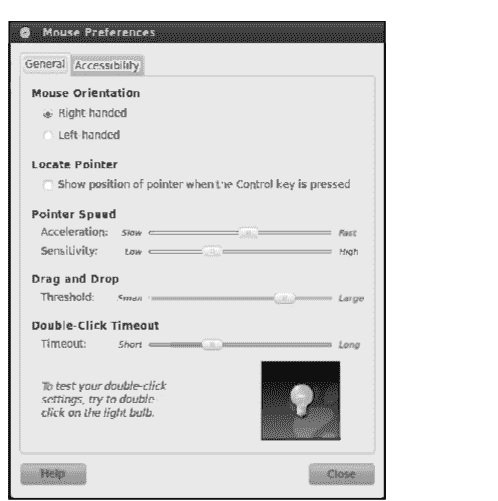 Mouse Preferences
General Accessibility
Mouse Orientation
Right-handed
Left-handed
Locate Pointer
Show position of pointer when the Control key is pressed
Pointer Speed
Acceleration: Slow Fast
Sensitivity: Low High
Drag and Drop
Threshold: Small Large
Double-Click Timeout
Timeout: Short Long
To test your double-click
settings, try to double-
click on the light bulb.
Help Close